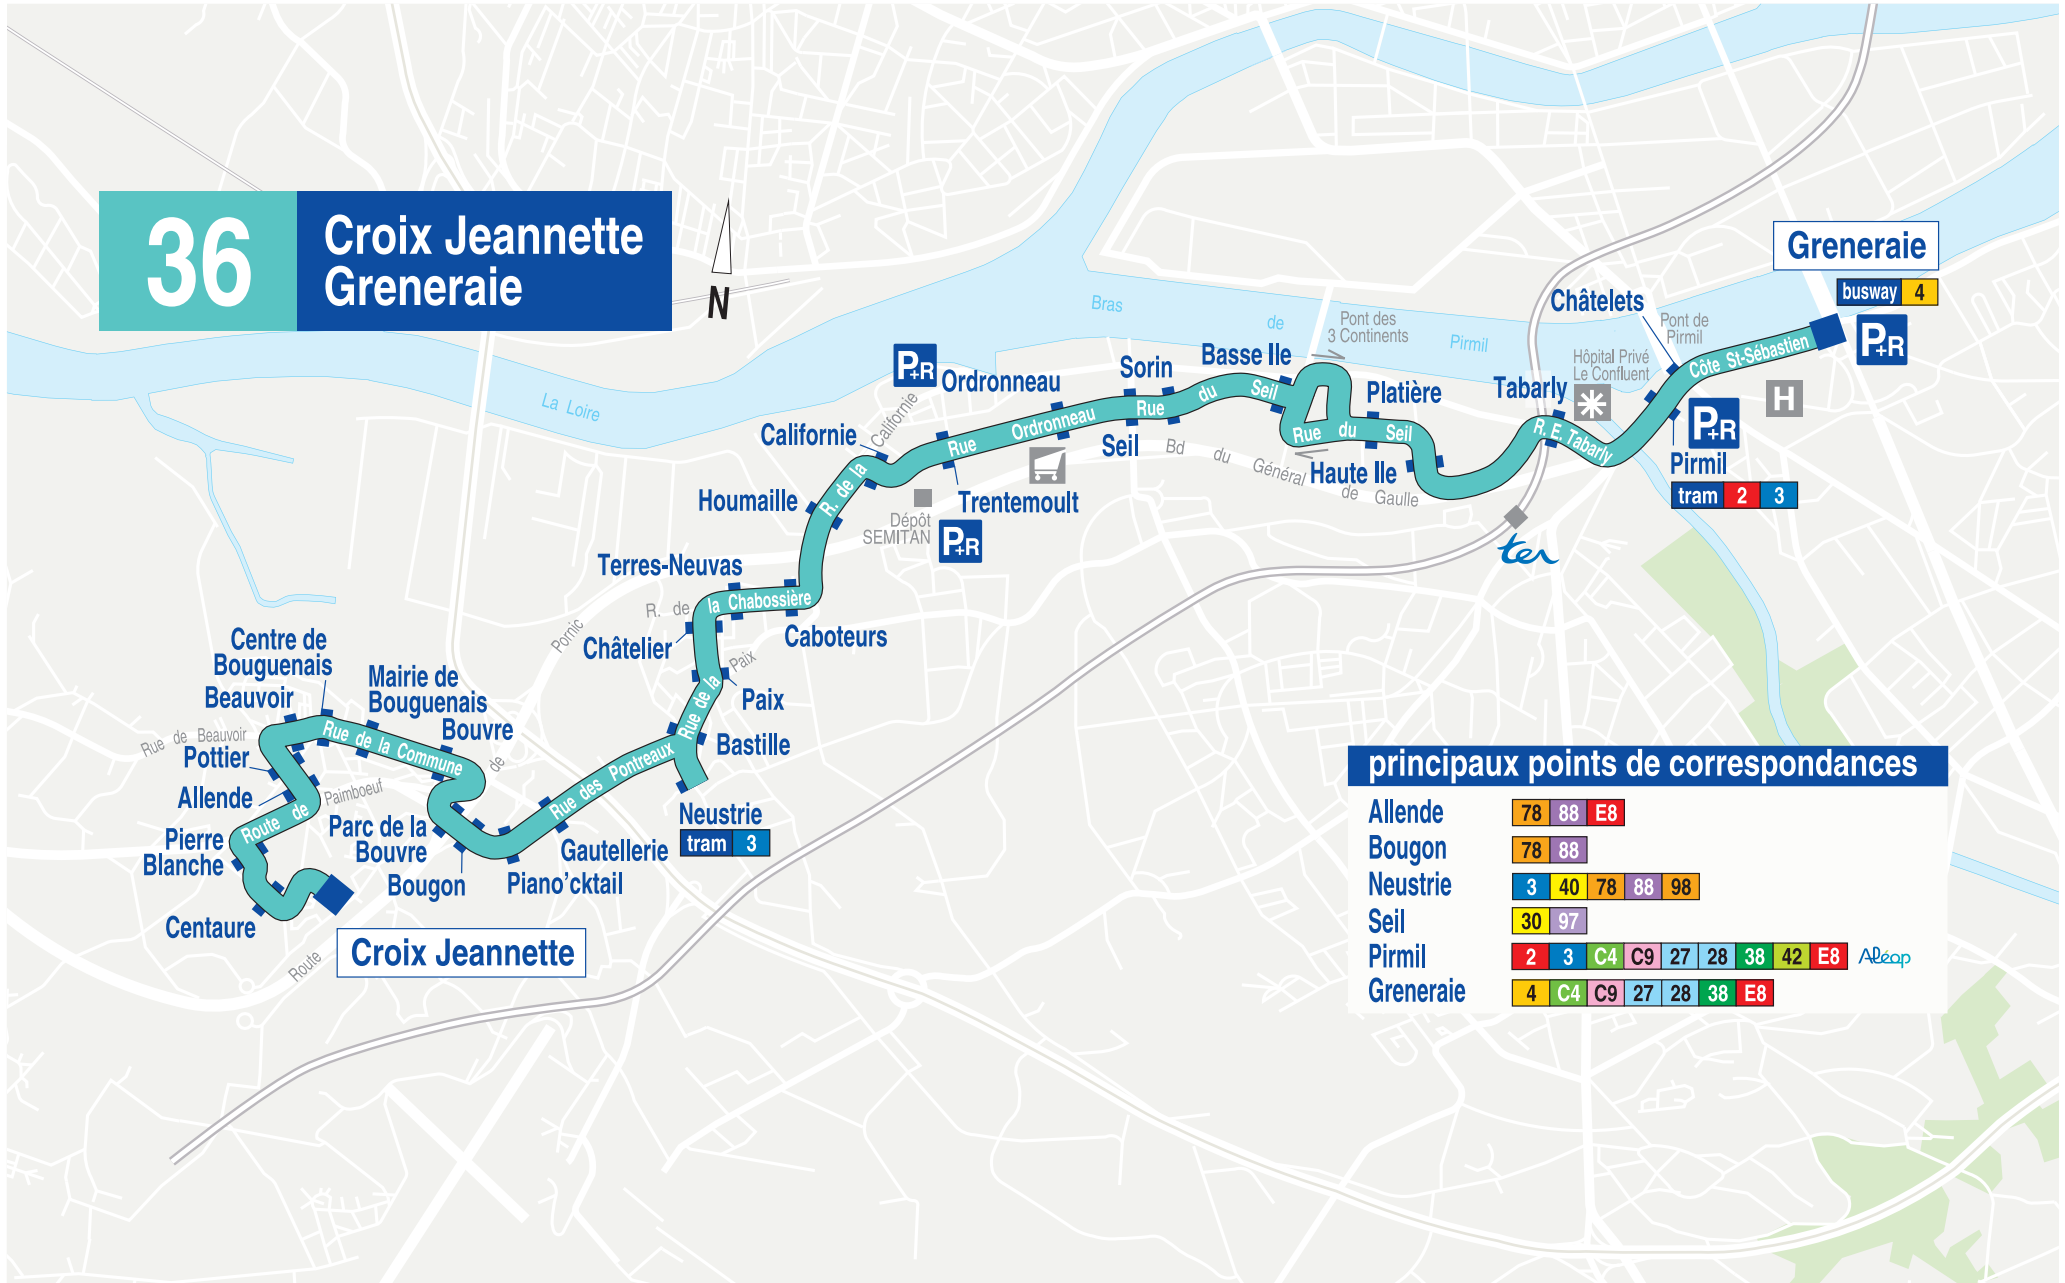 36
Croix Jeannette
Greneraie
N
Greneraie
busway 4
P+R
Châtelets
Pont de
Pirmil
Côte St-Sébastien
H
Bras de Pirmil
Pont des
3 Continents
Hôpital Privé
Le Confluent
Tabarly
R. E. Tabarly
P+R
Pirmil
tram 2 3
ter
Basse Ile
Platière
Haute Ile
Rue du Seil
Rue du Seil
Sorin
Seil
Bd du Général de Gaulle
P+R
Ordronneau
Rue Ordronneau
La Loire
Californie
Californie
R. de la
Trentemoult
Houmaille
Dépôt
SEMITAN
P+R
Terres-Neuvas
R. de la Chabossière
Caboteurs
Châtelier
Pornic
Paix
Rue de la
Paix
Bastille
Neustrie
tram 3
Centre de
Bouguenais
Beauvoir
Mairie de
Bouguenais
Bouvre
Rue de Beauvoir
Rue de la Commune
de
Pottier
Allende
Paimboeuf
Route de
Rue des Pontreaux
Pierre
Blanche
Parc de la
Bouvre
Bougon
Gautellerie
Piano'cktail
Centaure
Route
Croix Jeannette
principaux points de correspondances
Allende 78 88 E8
Bougon 78 88
Neustrie 3 40 78 88 98
Seil 30 97
Pirmil 2 3 C4 C9 27 28 38 42 E8 Aléop
Greneraie 4 C4 C9 27 28 38 E8